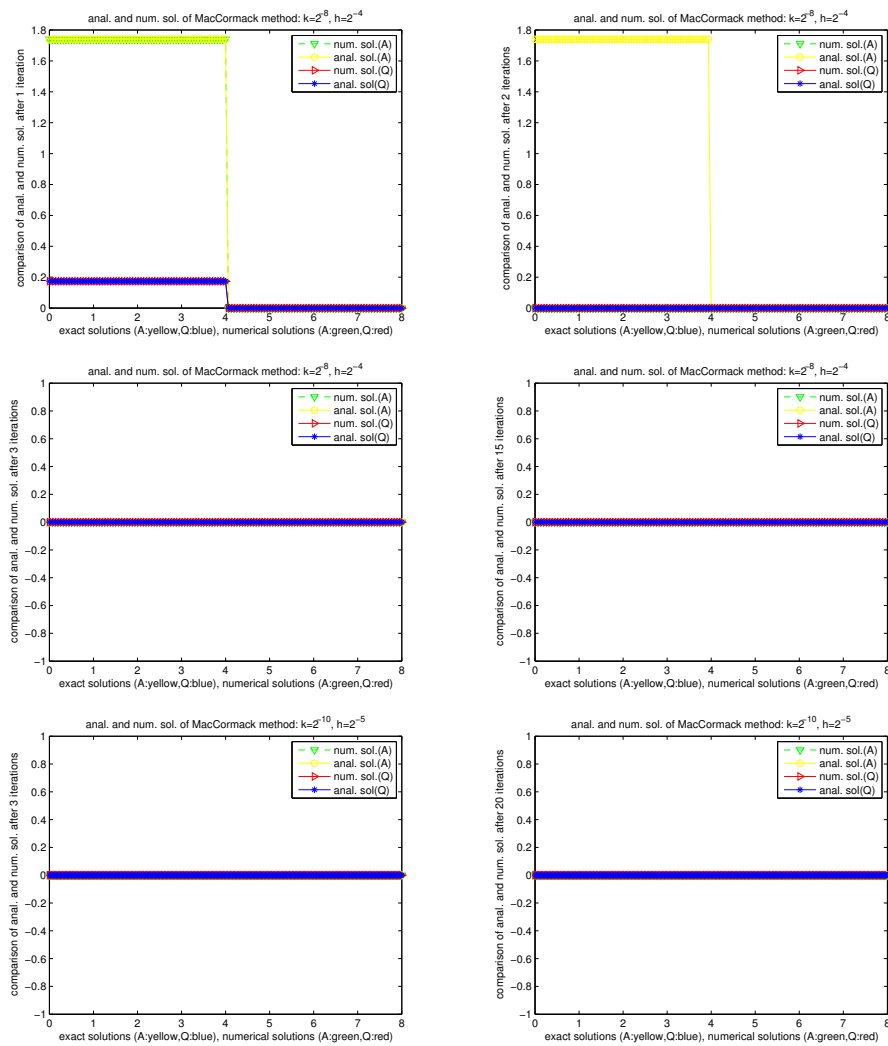 anal. and num. sol. of MacCormack method: k=2^-8, h=2^-4
comparison of anal. and num. sol. after 1 iteration
1.8
1.6
1.4
1.2
1
0.8
0.6
0.4
0.2
0
0 1 2 3 4 5 6 7 8
num. sol.(A)
anal. sol.(A)
num. sol.(Q)
anal. sol(Q)
exact solutions (A:yellow,Q:blue), numerical solutions (A:green,Q:red)
anal. and num. sol. of MacCormack method: k=2^-8, h=2^-4
comparison of anal. and num. sol. after 2 iterations
1.8
1.6
1.4
1.2
1
0.8
0.6
0.4
0.2
0
0 1 2 3 4 5 6 7 8
num. sol.(A)
anal. sol.(A)
num. sol.(Q)
anal. sol(Q)
exact solutions (A:yellow,Q:blue), numerical solutions (A:green,Q:red)
anal. and num. sol. of MacCormack method: k=2^-8, h=2^-4
comparison of anal. and num. sol. after 3 iterations
1
0.8
0.6
0.4
0.2
0
−0.2
−0.4
−0.6
−0.8
−1
0 1 2 3 4 5 6 7 8
num. sol.(A)
anal. sol.(A)
num. sol.(Q)
anal. sol(Q)
exact solutions (A:yellow,Q:blue), numerical solutions (A:green,Q:red)
anal. and num. sol. of MacCormack method: k=2^-8, h=2^-4
comparison of anal. and num. sol. after 15 iterations
1
0.8
0.6
0.4
0.2
0
−0.2
−0.4
−0.6
−0.8
−1
0 1 2 3 4 5 6 7 8
num. sol.(A)
anal. sol.(A)
num. sol.(Q)
anal. sol(Q)
exact solutions (A:yellow,Q:blue), numerical solutions (A:green,Q:red)
anal. and num. sol. of MacCormack method: k=2^-10, h=2^-5
comparison of anal. and num. sol. after 3 iterations
1
0.8
0.6
0.4
0.2
0
−0.2
−0.4
−0.6
−0.8
−1
0 1 2 3 4 5 6 7 8
num. sol.(A)
anal. sol.(A)
num. sol.(Q)
anal. sol(Q)
exact solutions (A:yellow,Q:blue), numerical solutions (A:green,Q:red)
anal. and num. sol. of MacCormack method: k=2^-10, h=2^-5
comparison of anal. and num. sol. after 20 iterations
1
0.8
0.6
0.4
0.2
0
−0.2
−0.4
−0.6
−0.8
−1
0 1 2 3 4 5 6 7 8
num. sol.(A)
anal. sol.(A)
num. sol.(Q)
anal. sol(Q)
exact solutions (A:yellow,Q:blue), numerical solutions (A:green,Q:red)